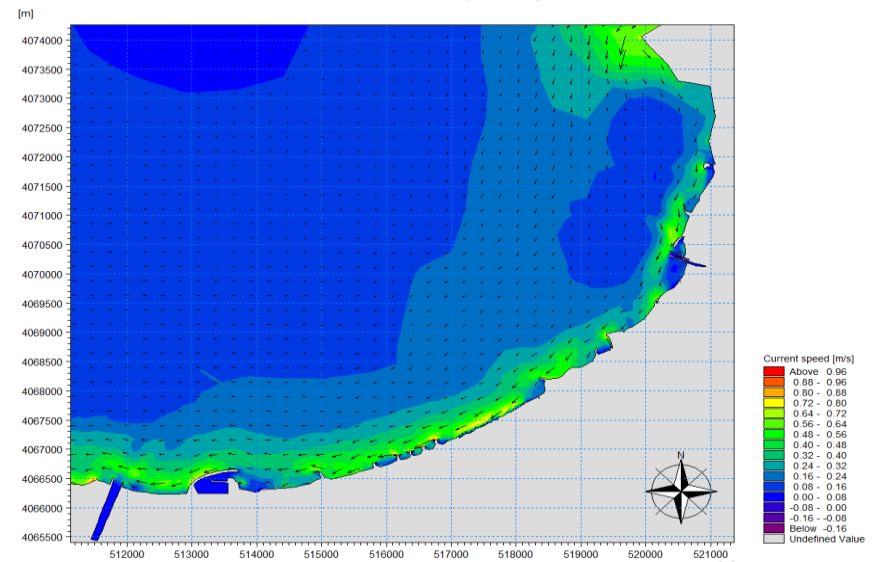 [m]
4074000
4073500
4073000
4072500
4072000
4071500
4071000
4070500
4070000
4069500
4069000
4068500
4068000
4067500
4067000
4066500
4066000
4065500
512000 513000 514000 515000 516000 517000 518000 519000 520000 521000
N
Current speed [m/s]
Above 0.96
0.88 - 0.96
0.80 - 0.88
0.72 - 0.80
0.64 - 0.72
0.56 - 0.64
0.48 - 0.56
0.40 - 0.48
0.32 - 0.40
0.24 - 0.32
0.16 - 0.24
0.08 - 0.16
0.00 - 0.08
-0.08 - 0.00
-0.16 - -0.08
Below -0.16
Undefined Value